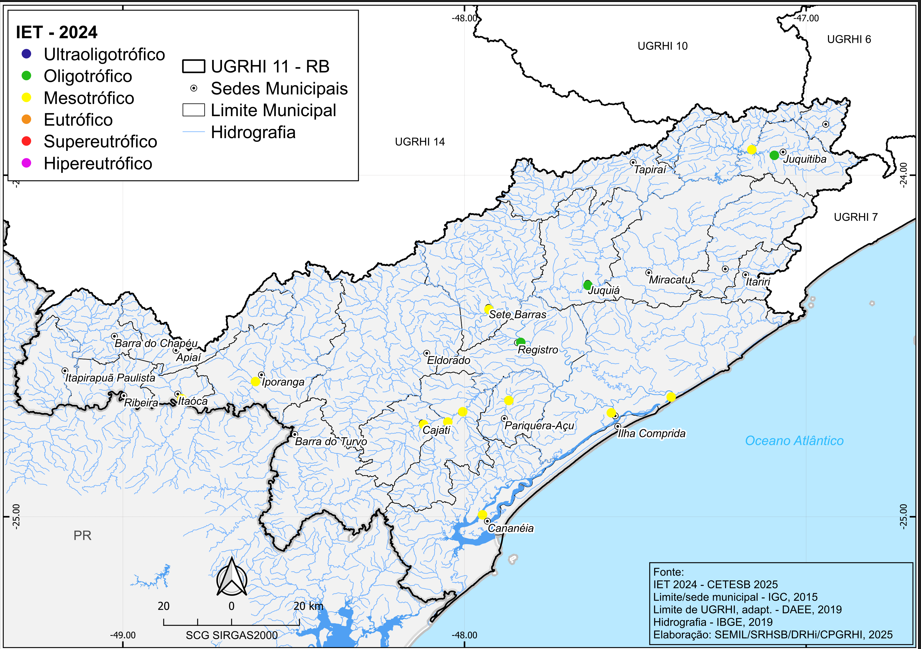 -48.00
-47.00
IET - 2024
Ultraoligotrófico
Oligotrófico
Mesotrófico
Eutrófico
Supereutrófico
Hipereutrófico
UGRHI 11 - RB
Sedes Municipais
Limite Municipal
Hidrografia
UGRHI 10
UGRHI 6
UGRHI 14
UGRHI 7
-24.00
Juquitiba
Tapiraí
Miracatu
Itariri
Juquiá
Sete Barras
Registro
Barra do Chapéu
Apiaí
Eldorado
Itapirapuã Paulista
Iporanga
Ribeira
Itaóca
Cajati
Pariquera-Açu
Ilha Comprida
Barra do Turvo
Oceano Atlântico
-25.00
-25.00
Cananéia
PR
20
0
20 km
SCG SIRGAS2000
-49.00
-48.00
Fonte:
IET 2024 - CETESB 2025
Limite/sede municipal - IGC, 2015
Limite de UGRHI, adapt. - DAEE, 2019
Hidrografia - IBGE, 2019
Elaboração: SEMIL/SRHSB/DRHi/CPGRHI, 2025